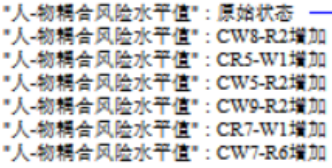 "人-物耦合风险水平值"：原始状态
"人-物耦合风险水平值"：CW8-R2增加
"人-物耦合风险水平值"：CR5-W1增加
"人-物耦合风险水平值"：CW5-R2增加
"人-物耦合风险水平值"：CW9-R2增加
"人-物耦合风险水平值"：CR7-W1增加
"人-物耦合风险水平值"：CW7-R6增加